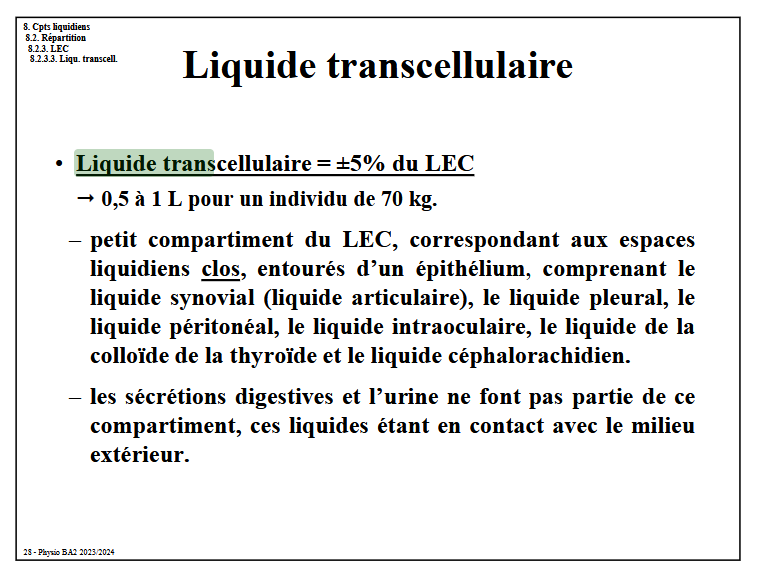 8. Cpts liquidiens
8.2. Répartition
8.2.3. LEC
8.2.3.3. Liqu. transcell.
Liquide transcellulaire
• Liquide transcellulaire = ±5% du LEC
→ 0,5 à 1 L pour un individu de 70 kg.
– petit compartiment du LEC, correspondant aux espaces
liquidiens clos, entourés d’un épithélium, comprenant le
liquide synovial (liquide articulaire), le liquide pleural, le
liquide péritonéal, le liquide intraoculaire, le liquide de la
colloïde de la thyroïde et le liquide céphalorachidien.
– les sécrétions digestives et l’urine ne font pas partie de ce
compartiment, ces liquides étant en contact avec le milieu
extérieur.
28 - Physio BA2 2023/2024